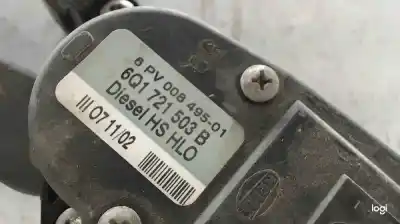 6 PV 008 495-01
6Q1 721 503 B
Diesel HS HLO
III 07 11/02
logi